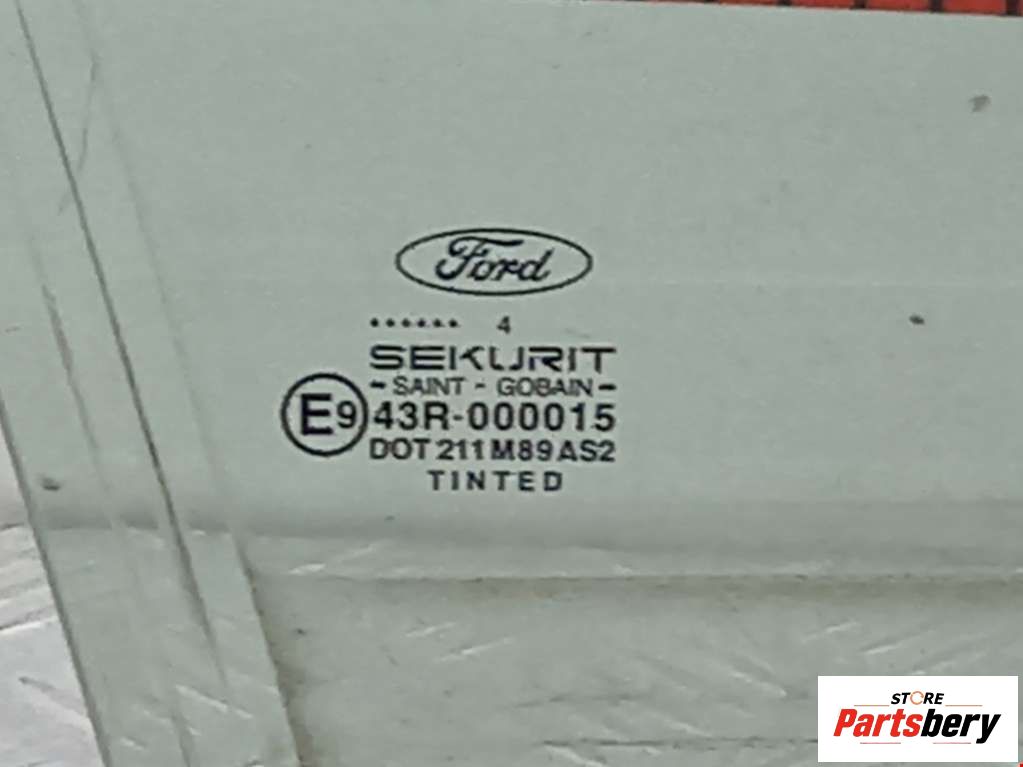 Ford
...... 4
SEKURIT
- SAINT - GOBAIN -
E9 43R-000015
DOT 211 M89 AS2
TINTED
STORE
Partsbery